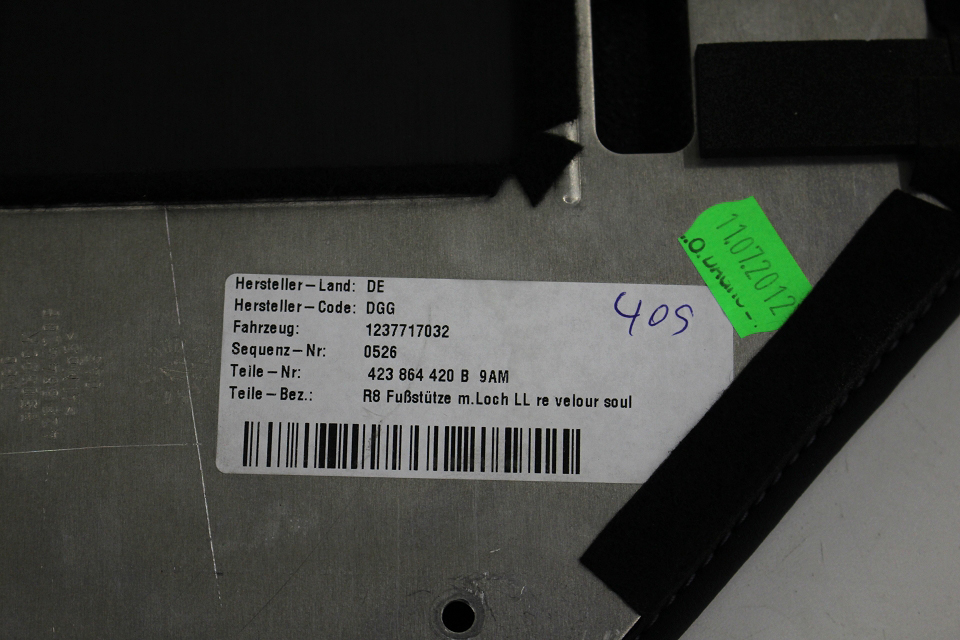 Hersteller-Land: DE
Hersteller-Code: DGG
Fahrzeug: 1237717032
Sequenz-Nr: 0526
Teile-Nr: 423 864 420 B 9AM
Teile-Bez.: R8 Fußstütze m.Loch LL re velour soul
409
11.07.2012